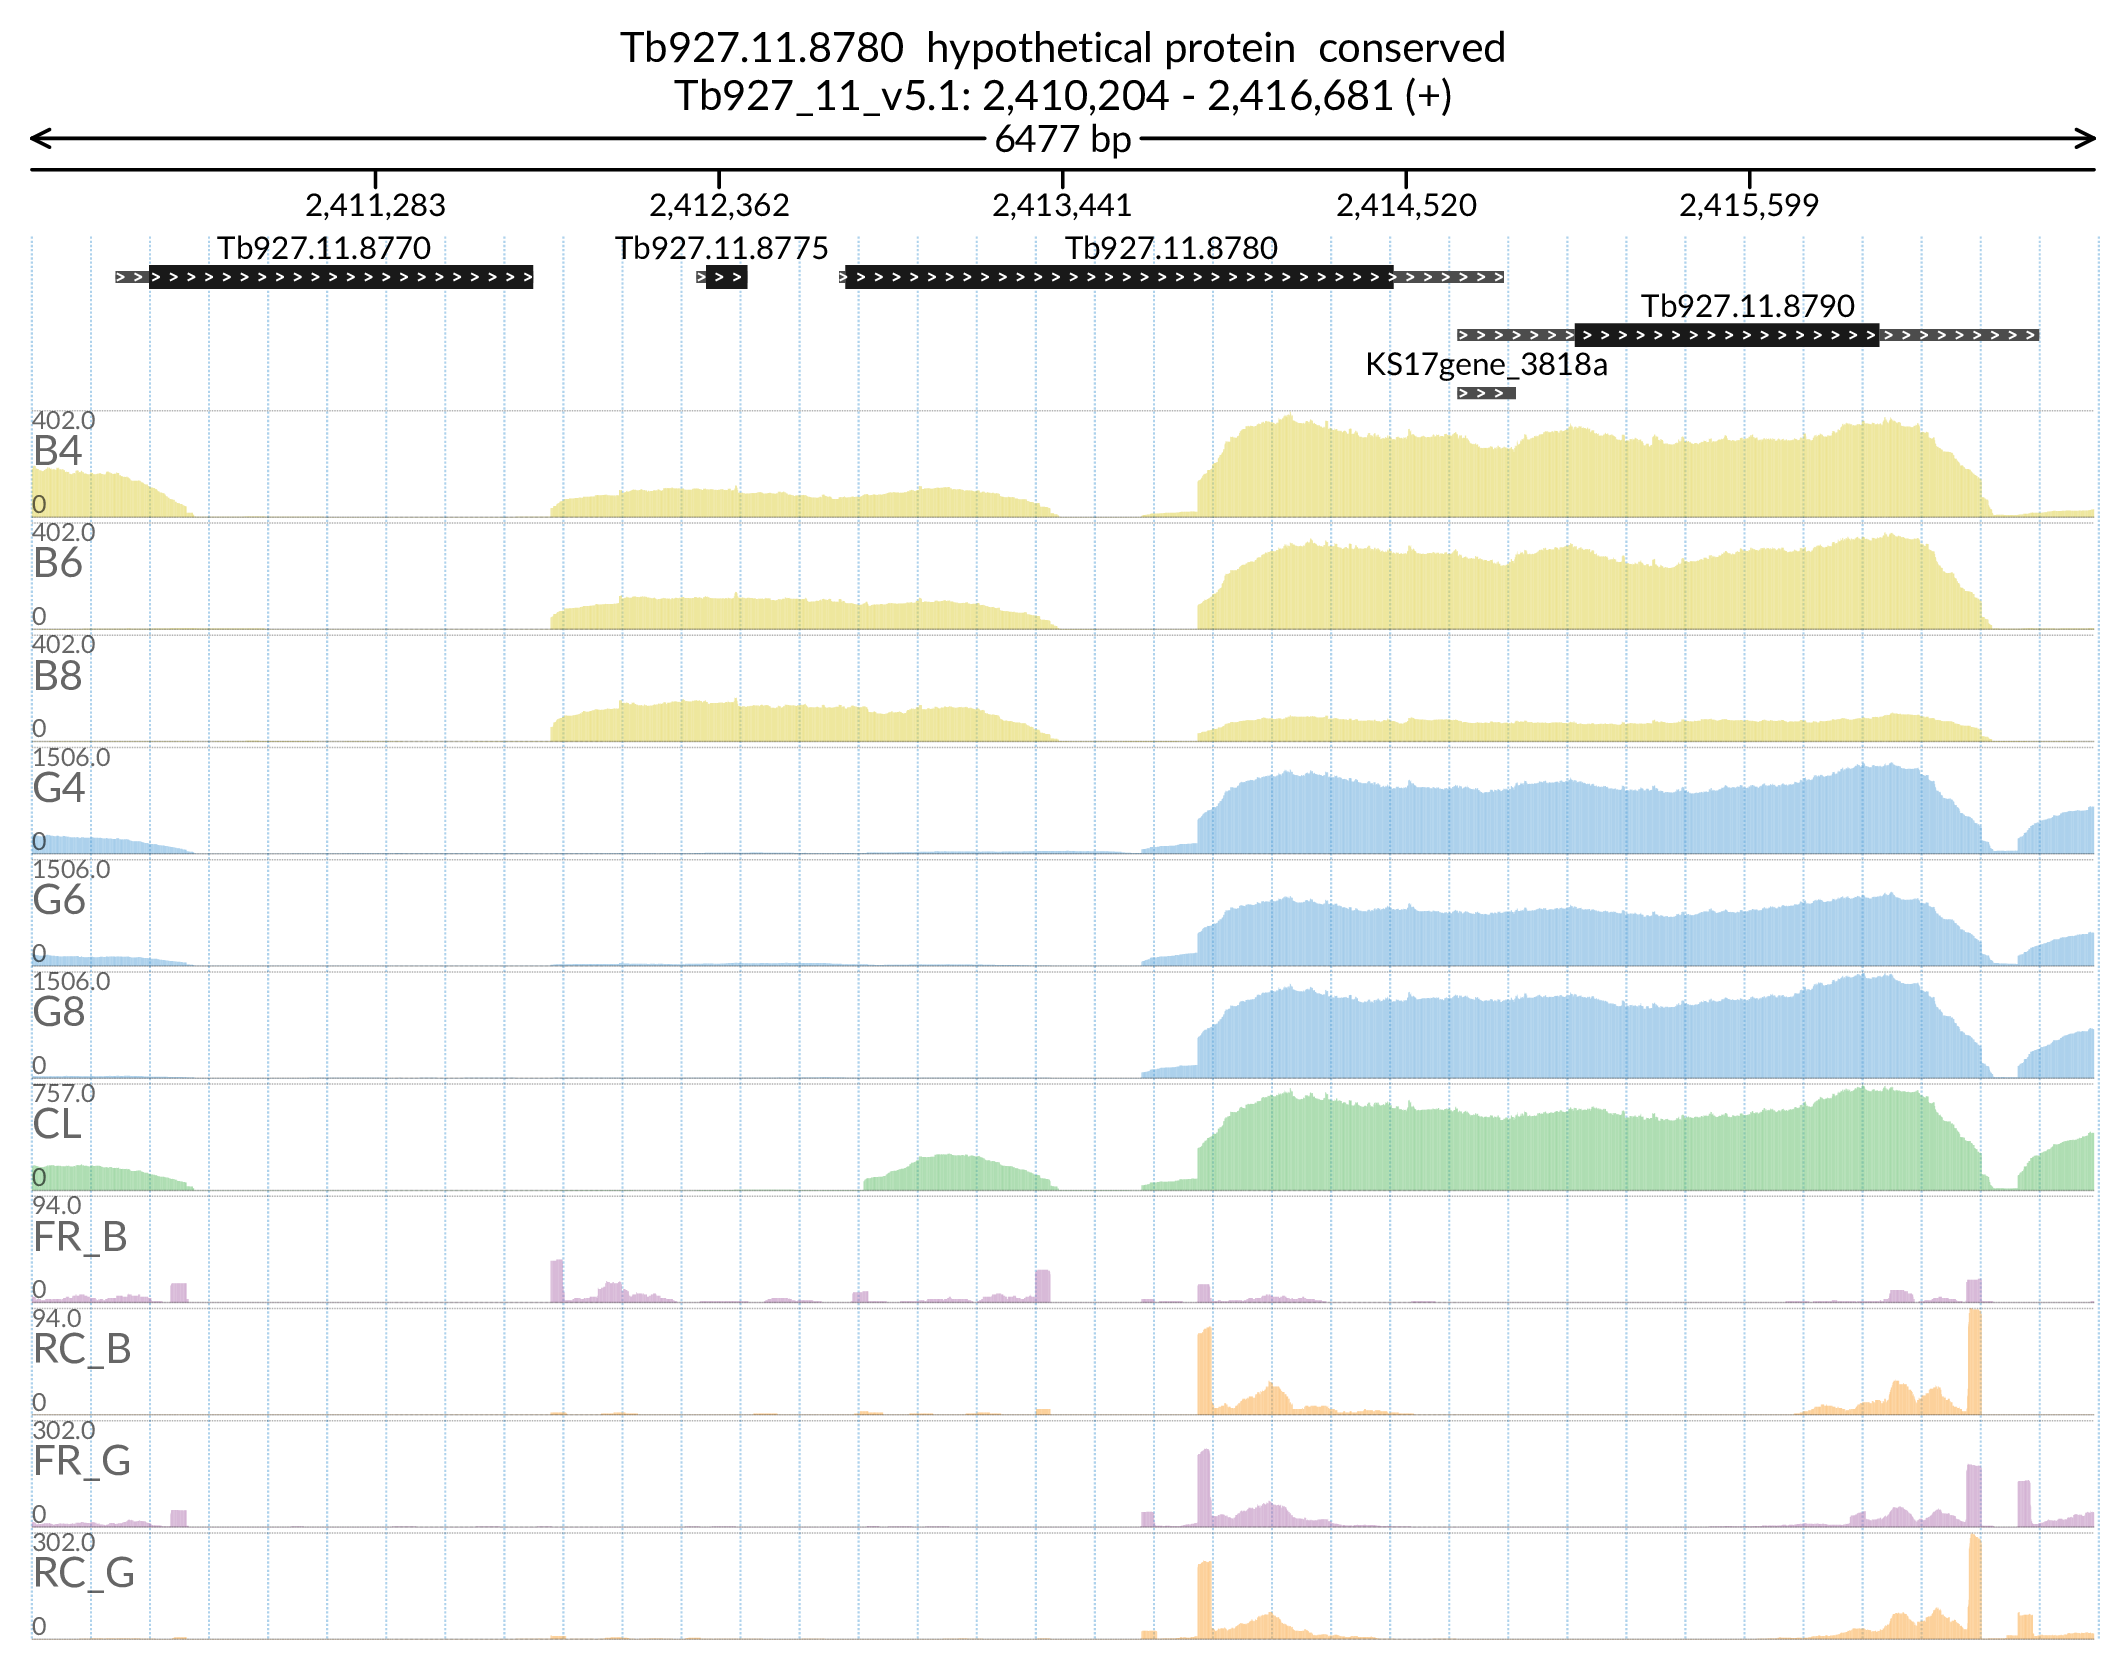 Tb927.11.8780  hypothetical protein  conserved
Tb927_11_v5.1: 2,410,204 - 2,416,681 (+)
6477 bp
2,411,283 2,412,362 2,413,441 2,414,520 2,415,599
Tb927.11.8770 Tb927.11.8775 Tb927.11.8780
Tb927.11.8790
KS17gene_3818a
402.0
B4
0
402.0
B6
0
402.0
B8
0
1506.0
G4
0
1506.0
G6
0
1506.0
G8
0
757.0
CL
0
94.0
FR_B
0
94.0
RC_B
0
302.0
FR_G
0
302.0
RC_G
0